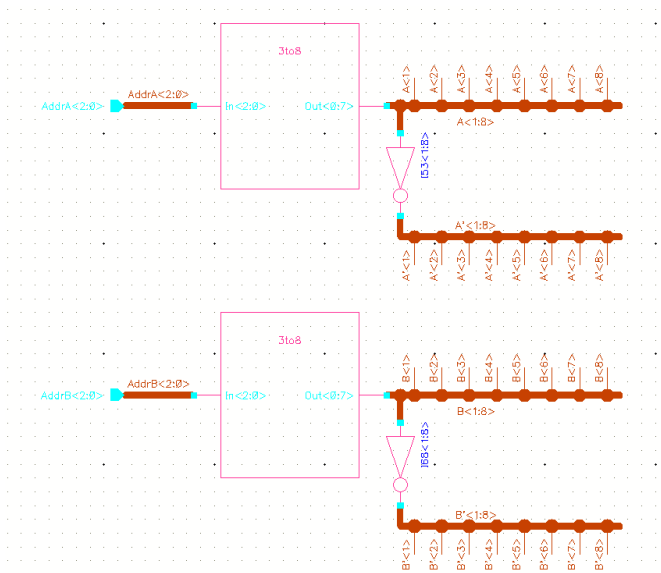 3to8
A<1>
A<2>
A<3>
A<4>
A<5>
A<6>
A<7>
A<8>
AddrA<2:0>
AddrA<2:0>
In<2:0>
Out<0:7>
A<1:8>
I53<1:8>
A'<1:8>
A'<1>
A'<2>
A'<3>
A'<4>
A'<5>
A'<6>
A'<7>
A'<8>
3to8
B<1>
B<2>
B<3>
B<4>
B<5>
B<6>
B<7>
B<8>
AddrB<2:0>
AddrB<2:0>
In<2:0>
Out<0:7>
B<1:8>
I68<1:8>
B'<1:8>
B'<1>
B'<2>
B'<3>
B'<4>
B'<5>
B'<6>
B'<7>
B'<8>